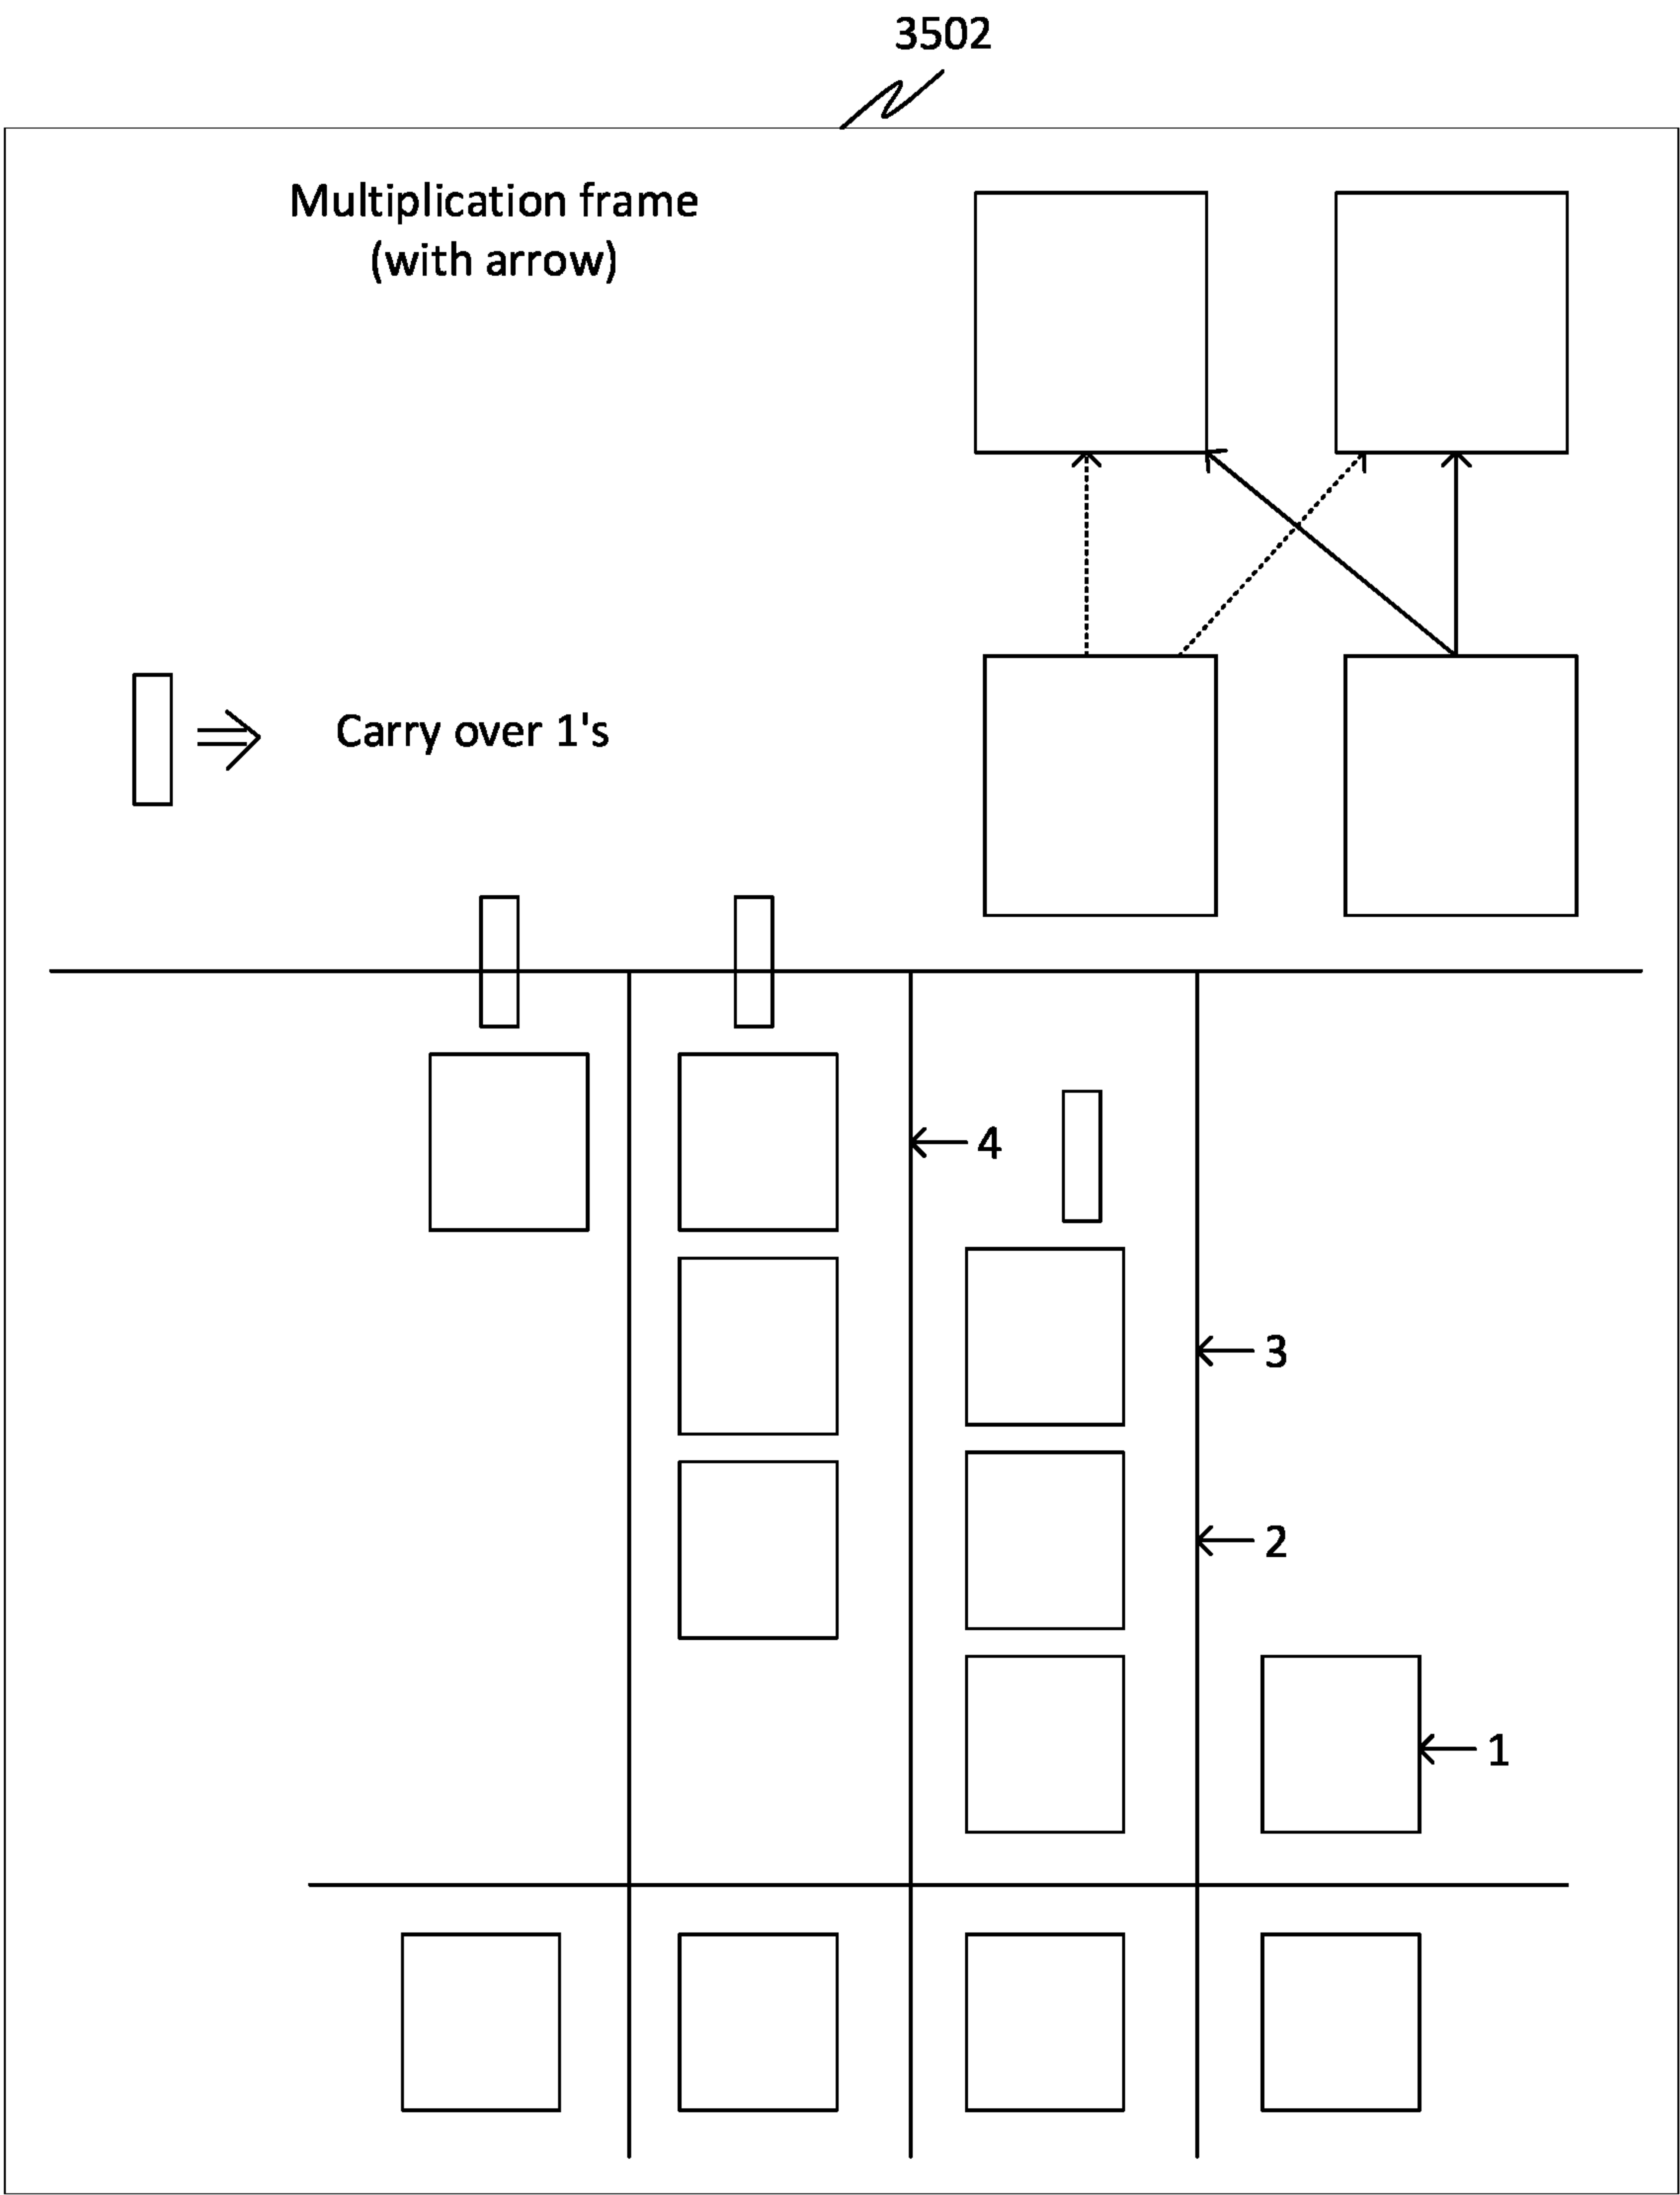 3502
Multiplication frame
(with arrow)
Carry over 1's
4
3
2
1